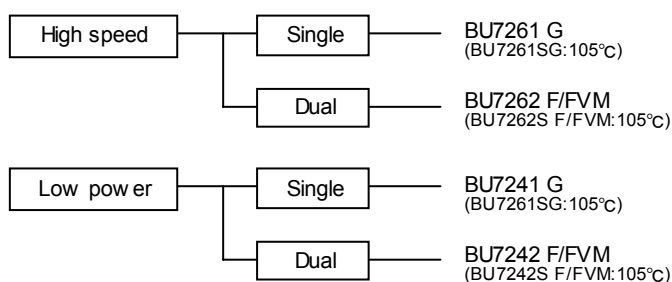 High speed
Single
BU7261 G
(BU7261SG:105℃)
Dual
BU7262 F/FVM
(BU7262S F/FVM:105℃)
Low pow er
Single
BU7241 G
(BU7261SG:105℃)
Dual
BU7242 F/FVM
(BU7242S F/FVM:105℃)